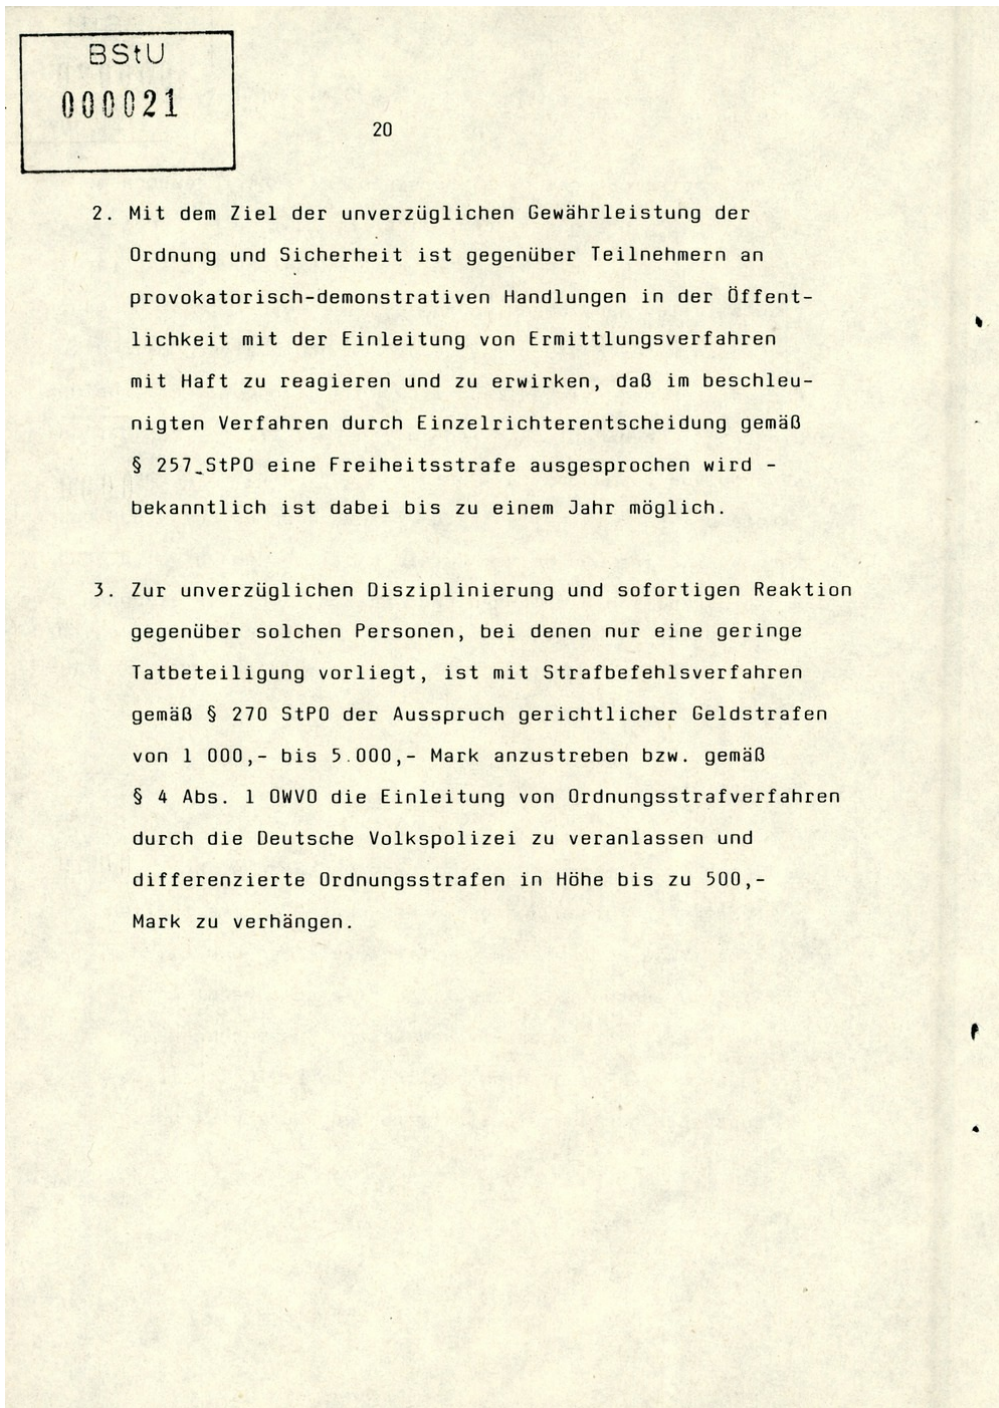 BStU
000021
20
2. Mit dem Ziel der unverzüglichen Gewährleistung der
Ordnung und Sicherheit ist gegenüber Teilnehmern an
provokatorisch-demonstrativen Handlungen in der Öffent-
lichkeit mit der Einleitung von Ermittlungsverfahren
mit Haft zu reagieren und zu erwirken, daß im beschleu-
nigten Verfahren durch Einzelrichterentscheidung gemäß
§ 257 StPO eine Freiheitsstrafe ausgesprochen wird -
bekanntlich ist dabei bis zu einem Jahr möglich.
3. Zur unverzüglichen Disziplinierung und sofortigen Reaktion
gegenüber solchen Personen, bei denen nur eine geringe
Tatbeteiligung vorliegt, ist mit Strafbefehlsverfahren
gemäß § 270 StPO der Ausspruch gerichtlicher Geldstrafen
von 1 000,- bis 5.000,- Mark anzustreben bzw. gemäß
§ 4 Abs. 1 OWVO die Einleitung von Ordnungsstrafverfahren
durch die Deutsche Volkspolizei zu veranlassen und
differenzierte Ordnungsstrafen in Höhe bis zu 500,-
Mark zu verhängen.